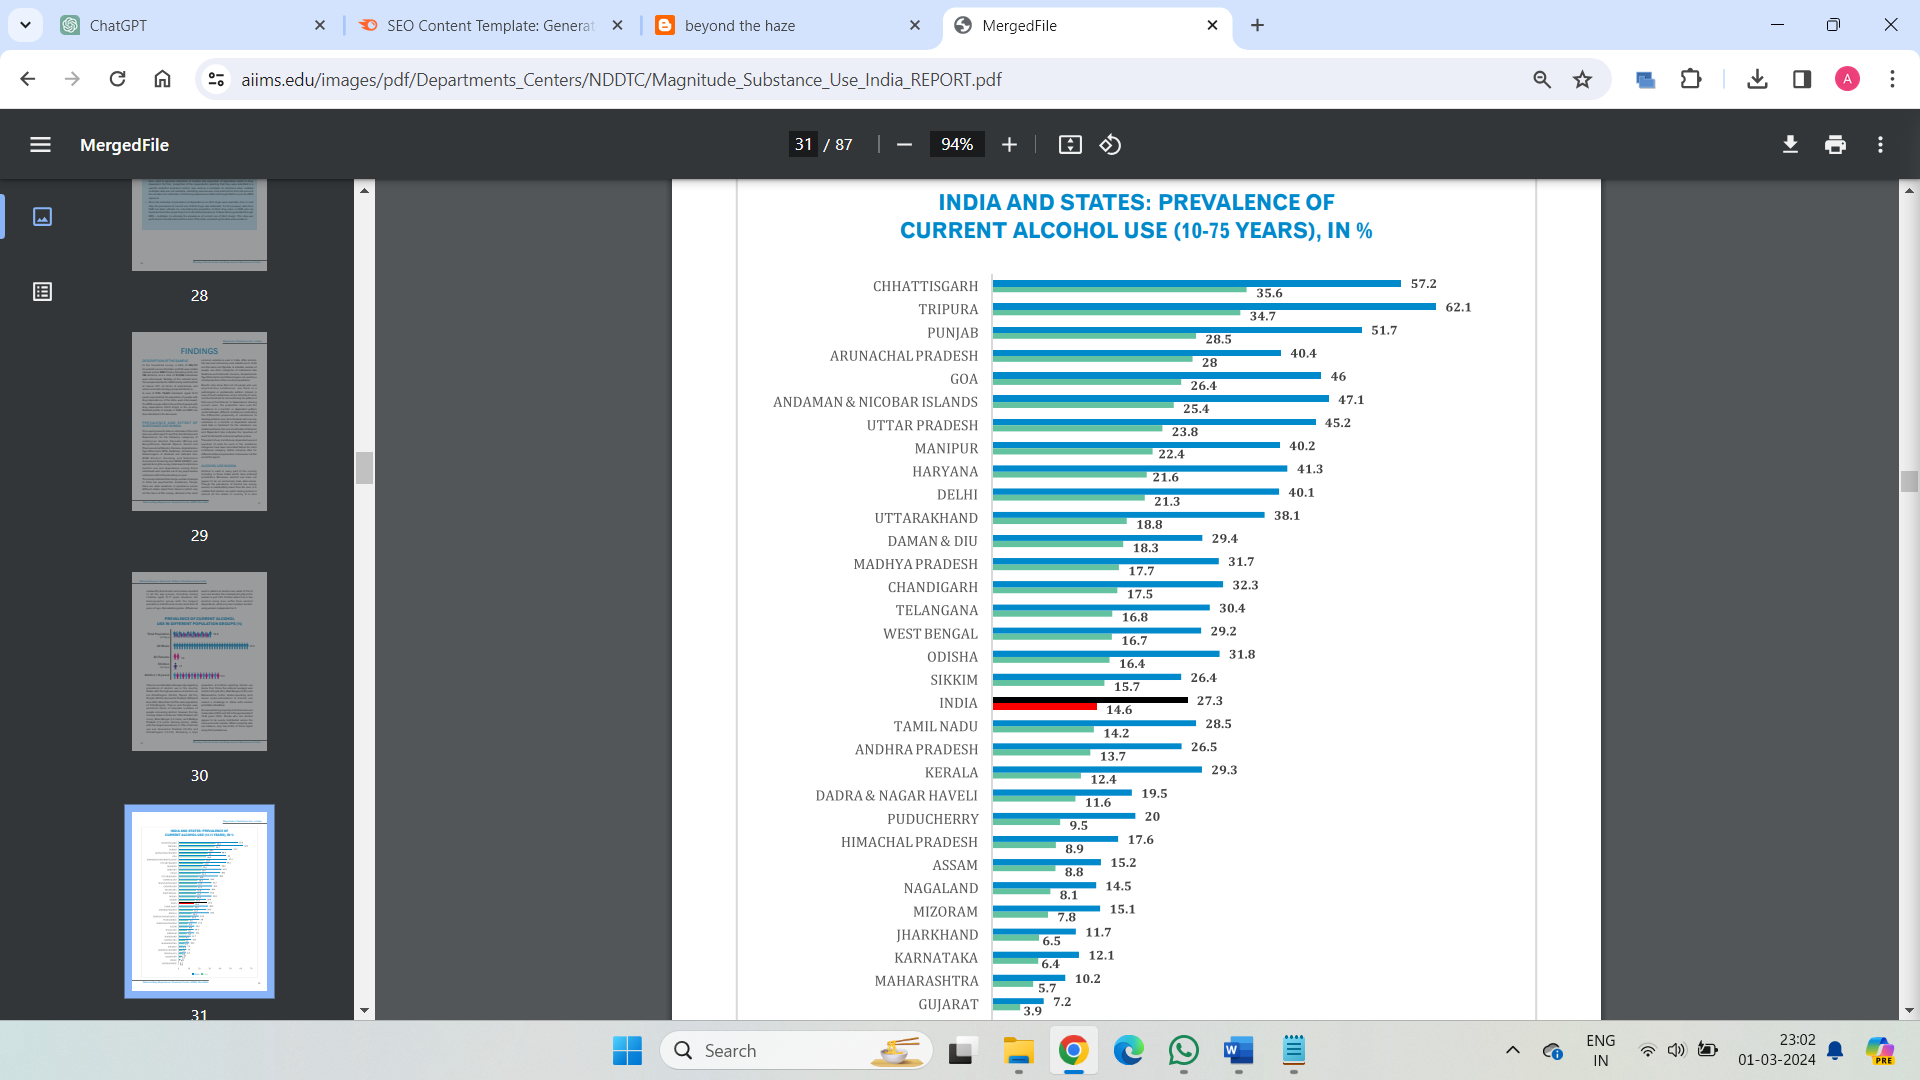 ChatGPT
SEO Content Template: Generat
beyond the haze
MergedFile
aiims.edu/images/pdf/Departments_Centers/NDDTC/Magnitude_Substance_Use_India_REPORT.pdf
A
MergedFile
31 / 87
94%
28
FINDINGS
29
30
31
INDIA AND STATES: PREVALENCE OF
CURRENT ALCOHOL USE (10-75 YEARS), IN %
CHHATTISGARH 57.2 35.6
TRIPURA 62.1 34.7
PUNJAB 51.7 28.5
ARUNACHAL PRADESH 40.4 28
GOA 46 26.4
ANDAMAN & NICOBAR ISLANDS 47.1 25.4
UTTAR PRADESH 45.2 23.8
MANIPUR 40.2 22.4
HARYANA 41.3 21.6
DELHI 40.1 21.3
UTTARAKHAND 38.1 18.8
DAMAN & DIU 29.4 18.3
MADHYA PRADESH 31.7 17.7
CHANDIGARH 32.3 17.5
TELANGANA 30.4 16.8
WEST BENGAL 29.2 16.7
ODISHA 31.8 16.4
SIKKIM 26.4 15.7
INDIA 27.3 14.6
TAMIL NADU 28.5 14.2
ANDHRA PRADESH 26.5 13.7
KERALA 29.3 12.4
DADRA & NAGAR HAVELI 19.5 11.6
PUDUCHERRY 20 9.5
HIMACHAL PRADESH 17.6 8.9
ASSAM 15.2 8.8
NAGALAND 14.5 8.1
MIZORAM 15.1 7.8
JHARKHAND 11.7 6.5
KARNATAKA 12.1 6.4
MAHARASHTRA 10.2 5.7
GUJARAT 7.2 3.9
Search
ENG
IN
23:02
01-03-2024
PRE